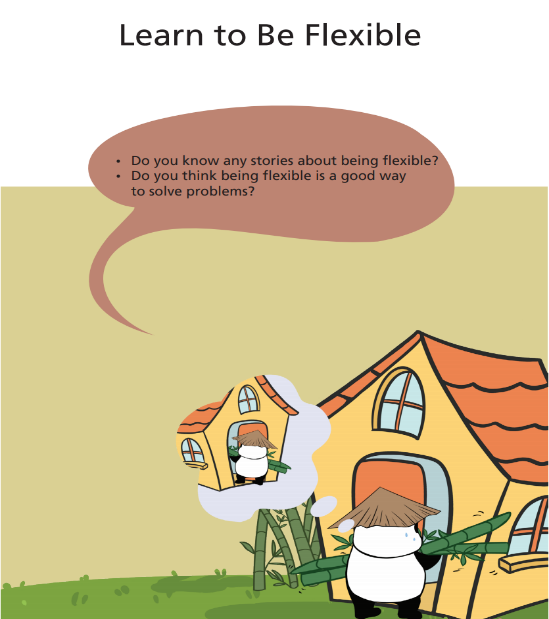 Learn to Be Flexible
• Do you know any stories about being flexible?
• Do you think being flexible is a good way
to solve problems?